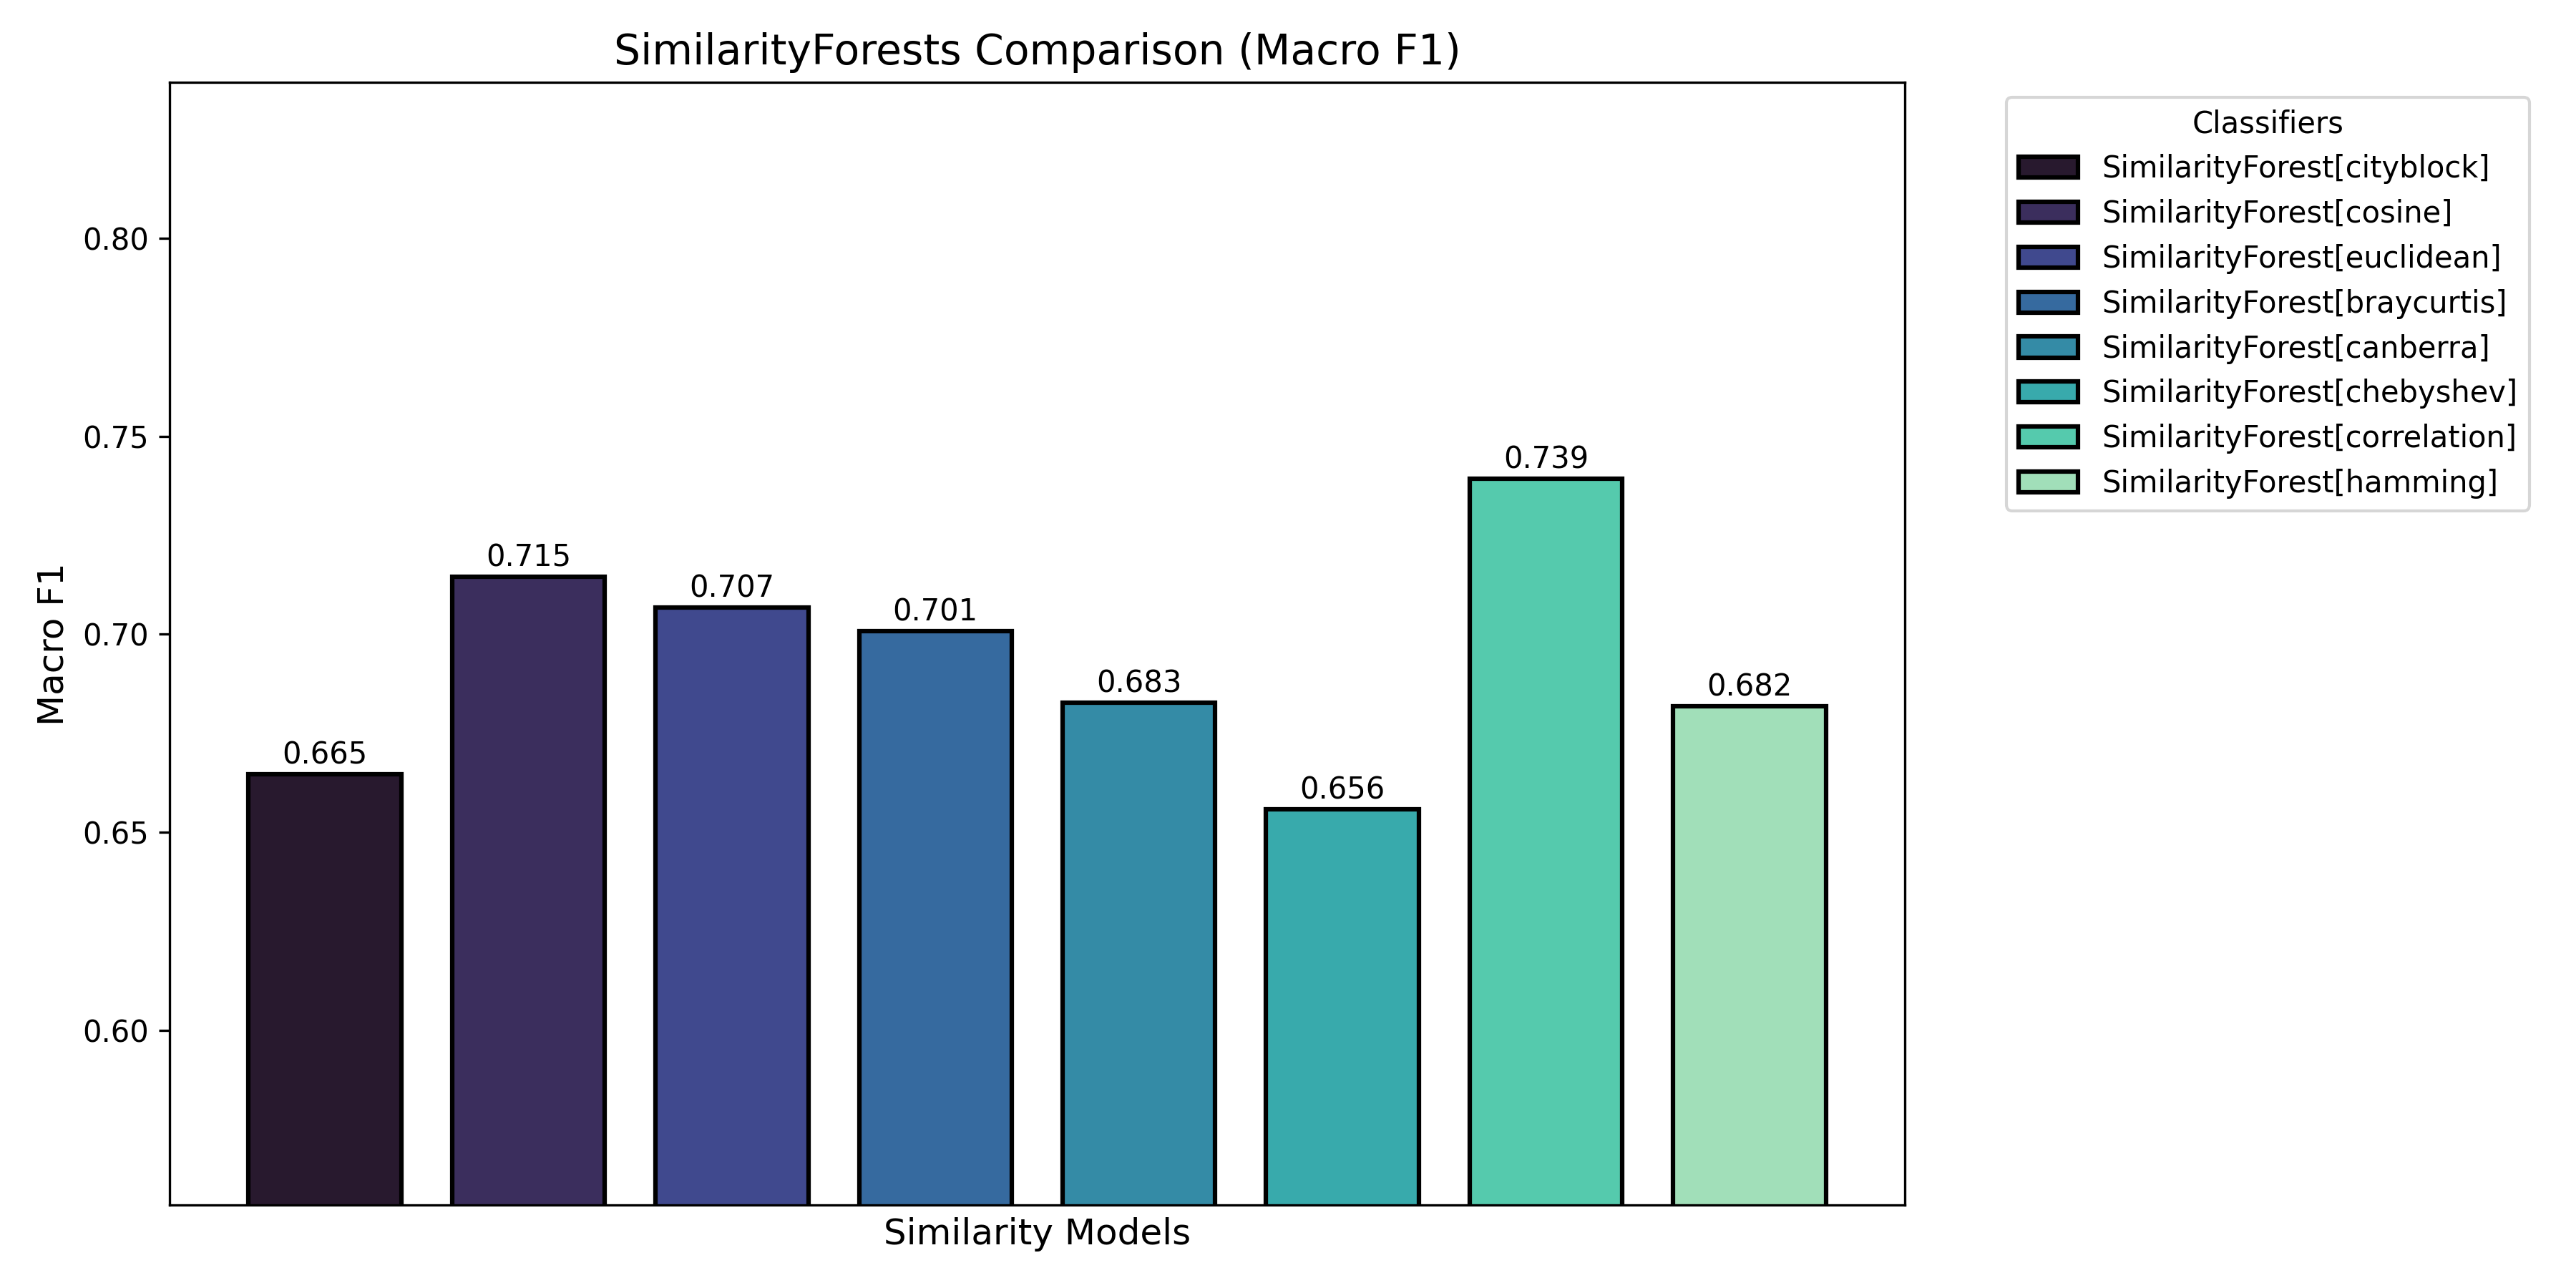 SimilarityForests Comparison (Macro F1)
Macro F1
0.80
0.75
0.70
0.65
0.60
0.665
0.715
0.707
0.701
0.683
0.656
0.739
0.682
Similarity Models
Classifiers
SimilarityForest[cityblock]
SimilarityForest[cosine]
SimilarityForest[euclidean]
SimilarityForest[braycurtis]
SimilarityForest[canberra]
SimilarityForest[chebyshev]
SimilarityForest[correlation]
SimilarityForest[hamming]